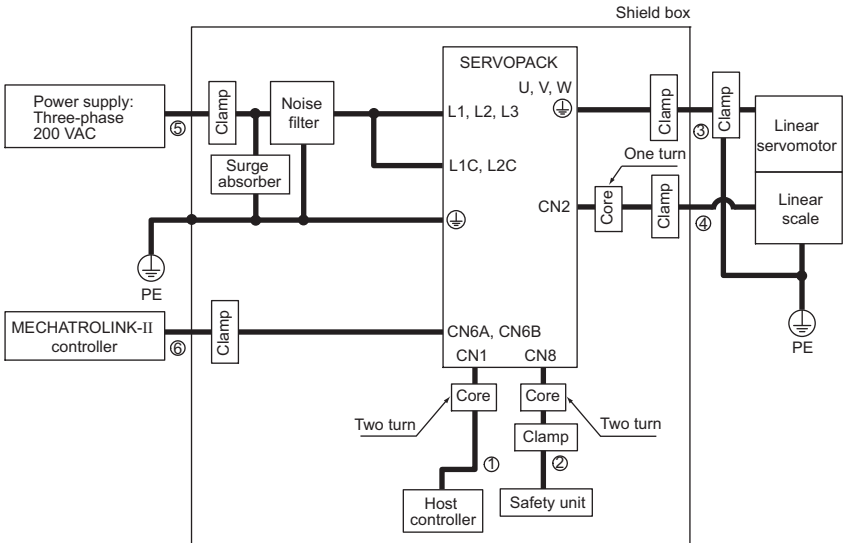 Shield box
SERVOPACK
U, V, W
Power supply:
Three-phase
200 VAC
⑤
Clamp
Noise
filter
L1, L2, L3
Clamp
③
Clamp
Linear
servomotor
Surge
absorber
L1C, L2C
One turn
CN2
Core
Clamp
④
Linear
scale
PE
MECHATROLINK-II
controller
⑥
Clamp
CN6A, CN6B
PE
CN1
CN8
Core
Core
Two turn
Two turn
Clamp
①
②
Host
controller
Safety unit